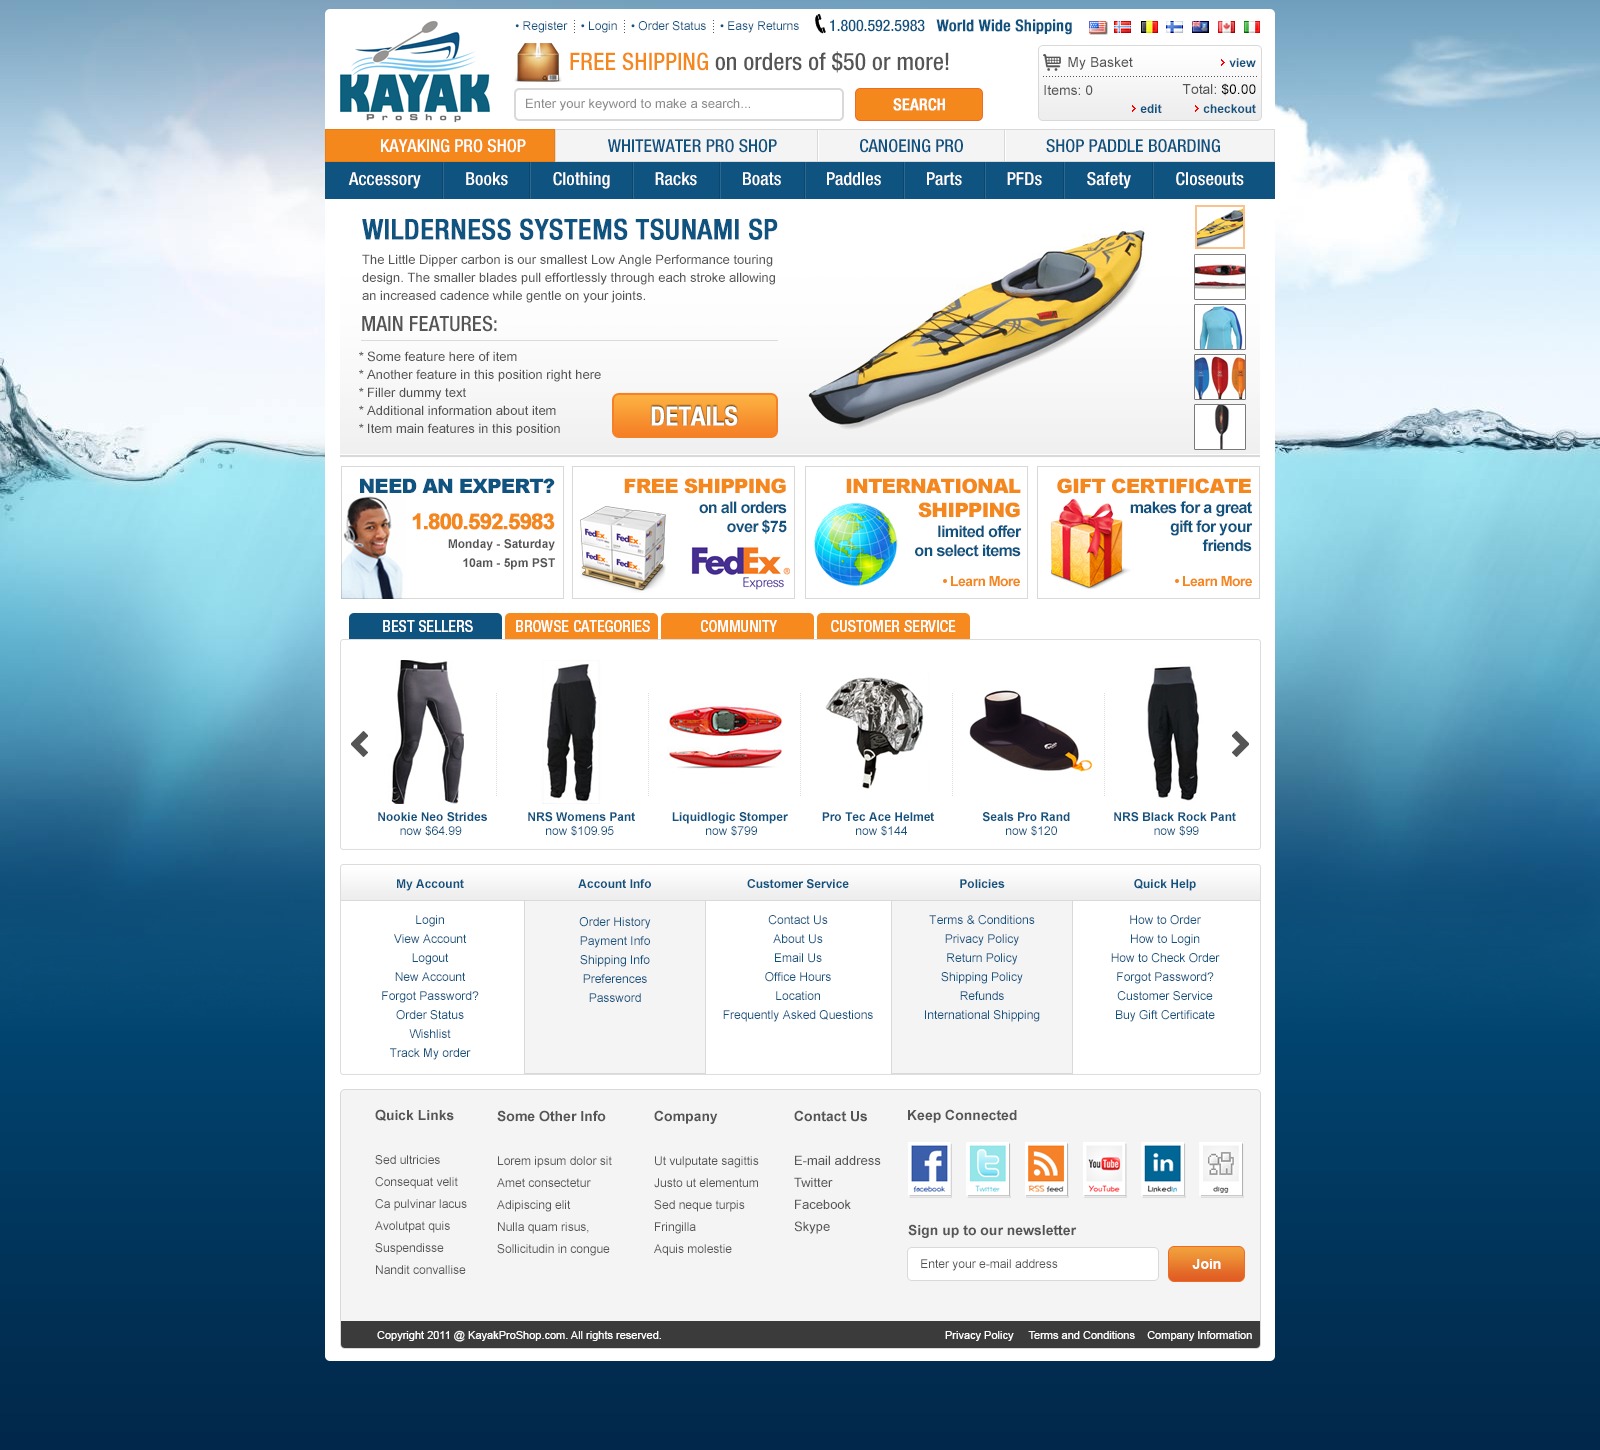 • Register • Login • Order Status • Easy Returns 1.800.592.5983 World Wide Shipping
KAYAK
ProShop
FREE SHIPPING on orders of $50 or more!
Enter your keyword to make a search...
SEARCH
My Basket view
Items: 0 Total: $0.00
edit checkout
KAYAKING PRO SHOP WHITEWATER PRO SHOP CANOEING PRO SHOP PADDLE BOARDING
Accessory Books Clothing Racks Boats Paddles Parts PFDs Safety Closeouts
WILDERNESS SYSTEMS TSUNAMI SP
The Little Dipper carbon is our smallest Low Angle Performance touring
design. The smaller blades pull effortlessly through each stroke allowing
an increased cadence while gentle on your joints.
MAIN FEATURES:
* Some feature here of item
* Another feature in this position right here
* Filler dummy text
* Additional information about item
* Item main features in this position
DETAILS
NEED AN EXPERT?
1.800.592.5983
Monday - Saturday
10am - 5pm PST
FREE SHIPPING
on all orders
over $75
FedEx FedEx
FedEx FedEx
FedEx®
Express
INTERNATIONAL
SHIPPING
limited offer
on select items
• Learn More
GIFT CERTIFICATE
makes for a great
gift for your
friends
• Learn More
BEST SELLERS BROWSE CATEGORIES COMMUNITY CUSTOMER SERVICE
Nookie Neo Strides
now $64.99
NRS Womens Pant
now $109.95
Liquidlogic Stomper
now $799
Pro Tec Ace Helmet
now $144
Seals Pro Rand
now $120
NRS Black Rock Pant
now $99
My Account
Login
View Account
Logout
New Account
Forgot Password?
Order Status
Wishlist
Track My order
Account Info
Order History
Payment Info
Shipping Info
Preferences
Password
Customer Service
Contact Us
About Us
Email Us
Office Hours
Location
Frequently Asked Questions
Policies
Terms & Conditions
Privacy Policy
Return Policy
Shipping Policy
Refunds
International Shipping
Quick Help
How to Order
How to Login
How to Check Order
Forgot Password?
Customer Service
Buy Gift Certificate
Quick Links
Sed ultricies
Consequat velit
Ca pulvinar lacus
Avolutpat quis
Suspendisse
Nandit convallise
Some Other Info
Lorem ipsum dolor sit
Amet consectetur
Adipiscing elit
Nulla quam risus,
Sollicitudin in congue
Company
Ut vulputate sagittis
Justo ut elementum
Sed neque turpis
Fringilla
Aquis molestie
Contact Us
E-mail address
Twitter
Facebook
Skype
Keep Connected
facebook Twitter RSS feed YouTube LinkedIn digg
Sign up to our newsletter
Enter your e-mail address
Join
Copyright 2011 @ KayakProShop.com. All rights reserved.
Privacy Policy Terms and Conditions Company Information